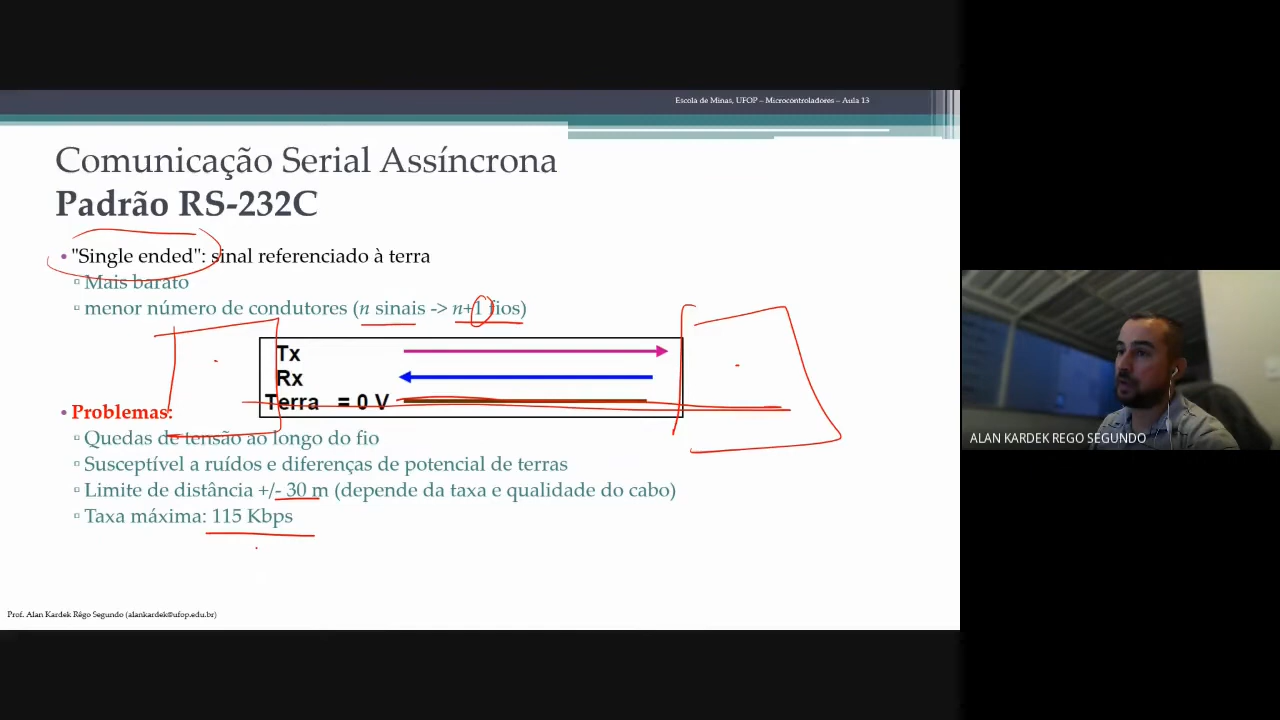 Escola de Minas, UFOP – Microcontroladores – Aula 13
Comunicação Serial Assíncrona
Padrão RS-232C
• "Single ended": sinal referenciado à terra
▫ Mais barato
▫ menor número de condutores (n sinais -> n+1 fios)
Tx
Rx
Terra = 0 V
• Problemas:
▫ Quedas de tensão ao longo do fio
▫ Susceptível a ruídos e diferenças de potencial de terras
▫ Limite de distância +/- 30 m (depende da taxa e qualidade do cabo)
▫ Taxa máxima: 115 Kbps
Prof. Alan Kardek Rêgo Segundo (alankardek@ufop.edu.br)
ALAN KARDEK REGO SEGUNDO